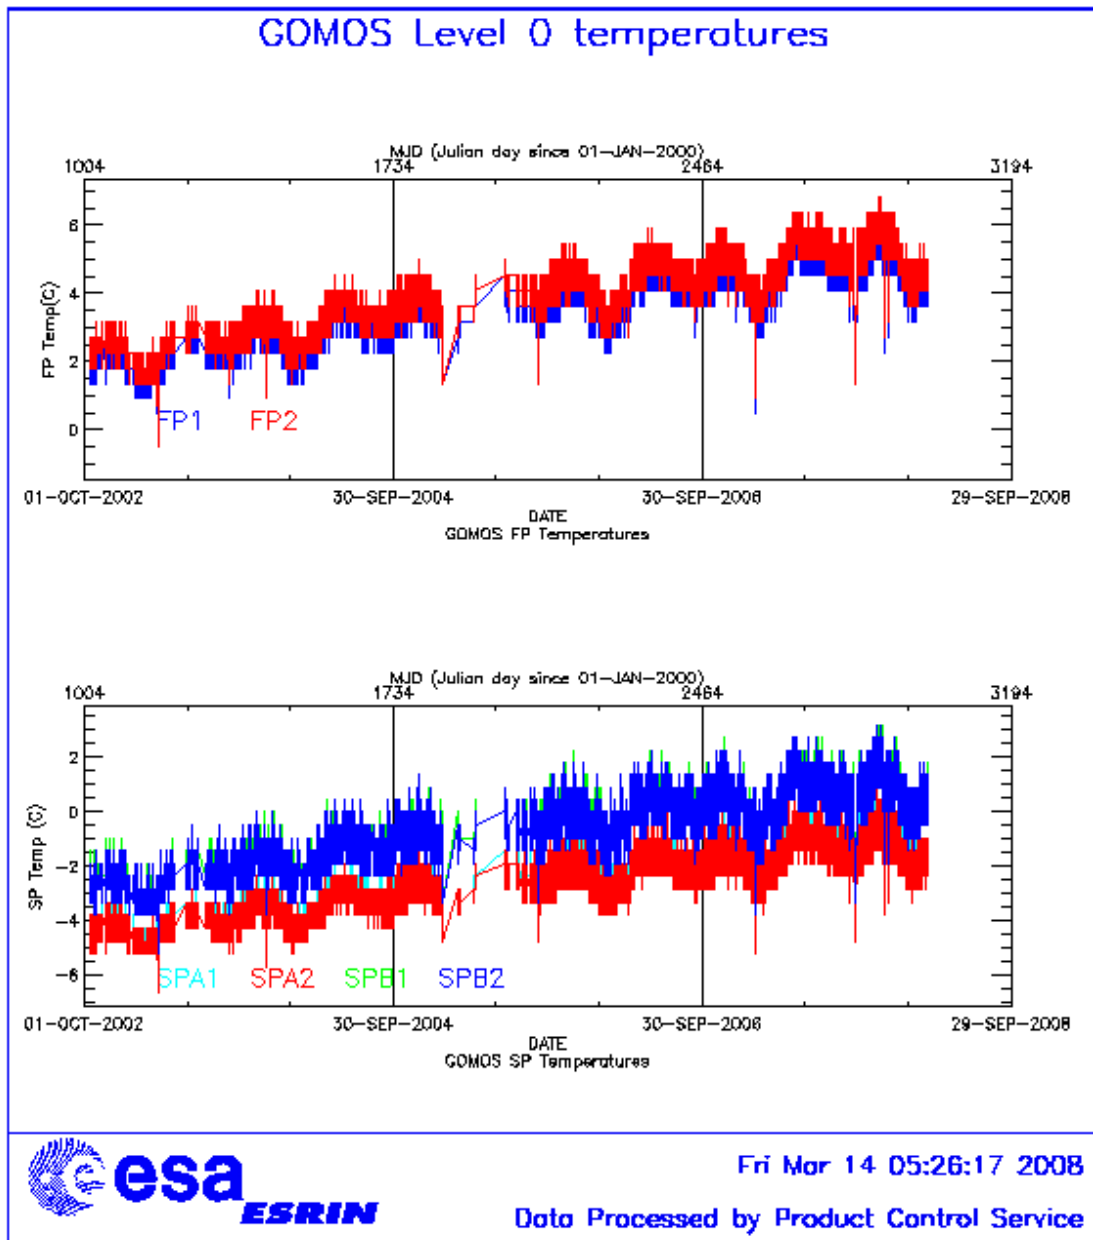 GOMOS Level 0 temperatures
MJD (Julian day since 01-JAN-2000)
1004 1734 2464 3194
6
4
2
0
FP Temp(C)
FP1 FP2
01-OCT-2002 30-SEP-2004 30-SEP-2006 29-SEP-2008
DATE
GOMOS FP Temperatures
MJD (Julian day since 01-JAN-2000)
1004 1734 2464 3194
2
0
-2
-4
-6
SP Temp (C)
SPA1 SPA2 SPB1 SPB2
01-OCT-2002 30-SEP-2004 30-SEP-2006 29-SEP-2008
DATE
GOMOS SP Temperatures
esa
ESRIN
Fri Mar 14 05:26:17 2008
Data Processed by Product Control Service